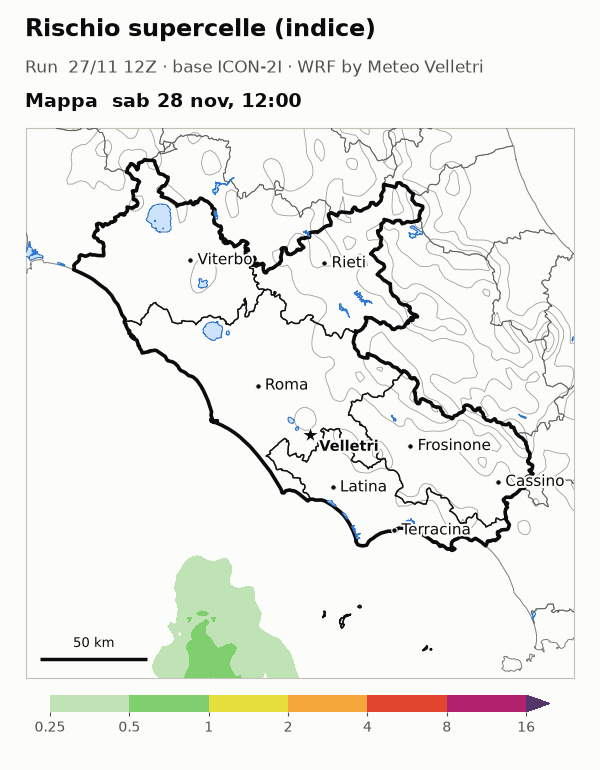 Rischio supercelle (indice)
Run  27/11 12Z · base ICON-2I · WRF by Meteo Velletri
Mappa  sab 28 nov, 12:00
Viterbo
Rieti
Roma
Velletri
Frosinone
Cassino
Latina
Terracina
50 km
0.25 0.5 1 2 4 8 16